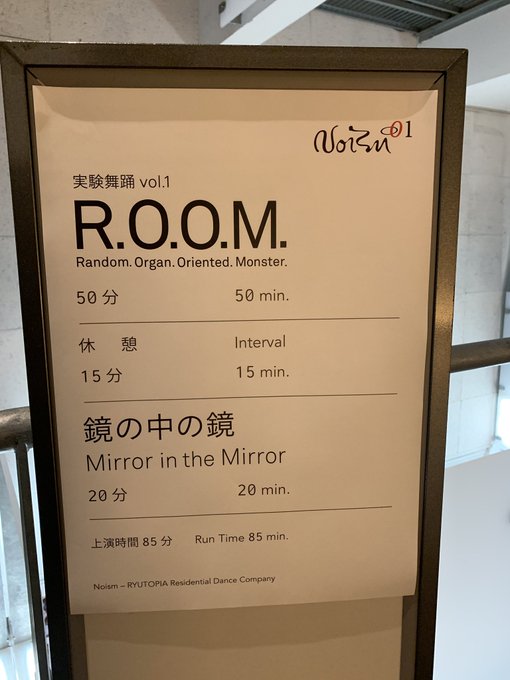 Noism01
実験舞踊 vol.1
R.O.O.M.
Random. Organ. Oriented. Monster.
50分 50 min.
休 憩 Interval
15分 15 min.
鏡の中の鏡
Mirror in the Mirror
20分 20 min.
上演時間 85 分 Run Time 85 min.
Noism – RYUTOPIA Residential Dance Company